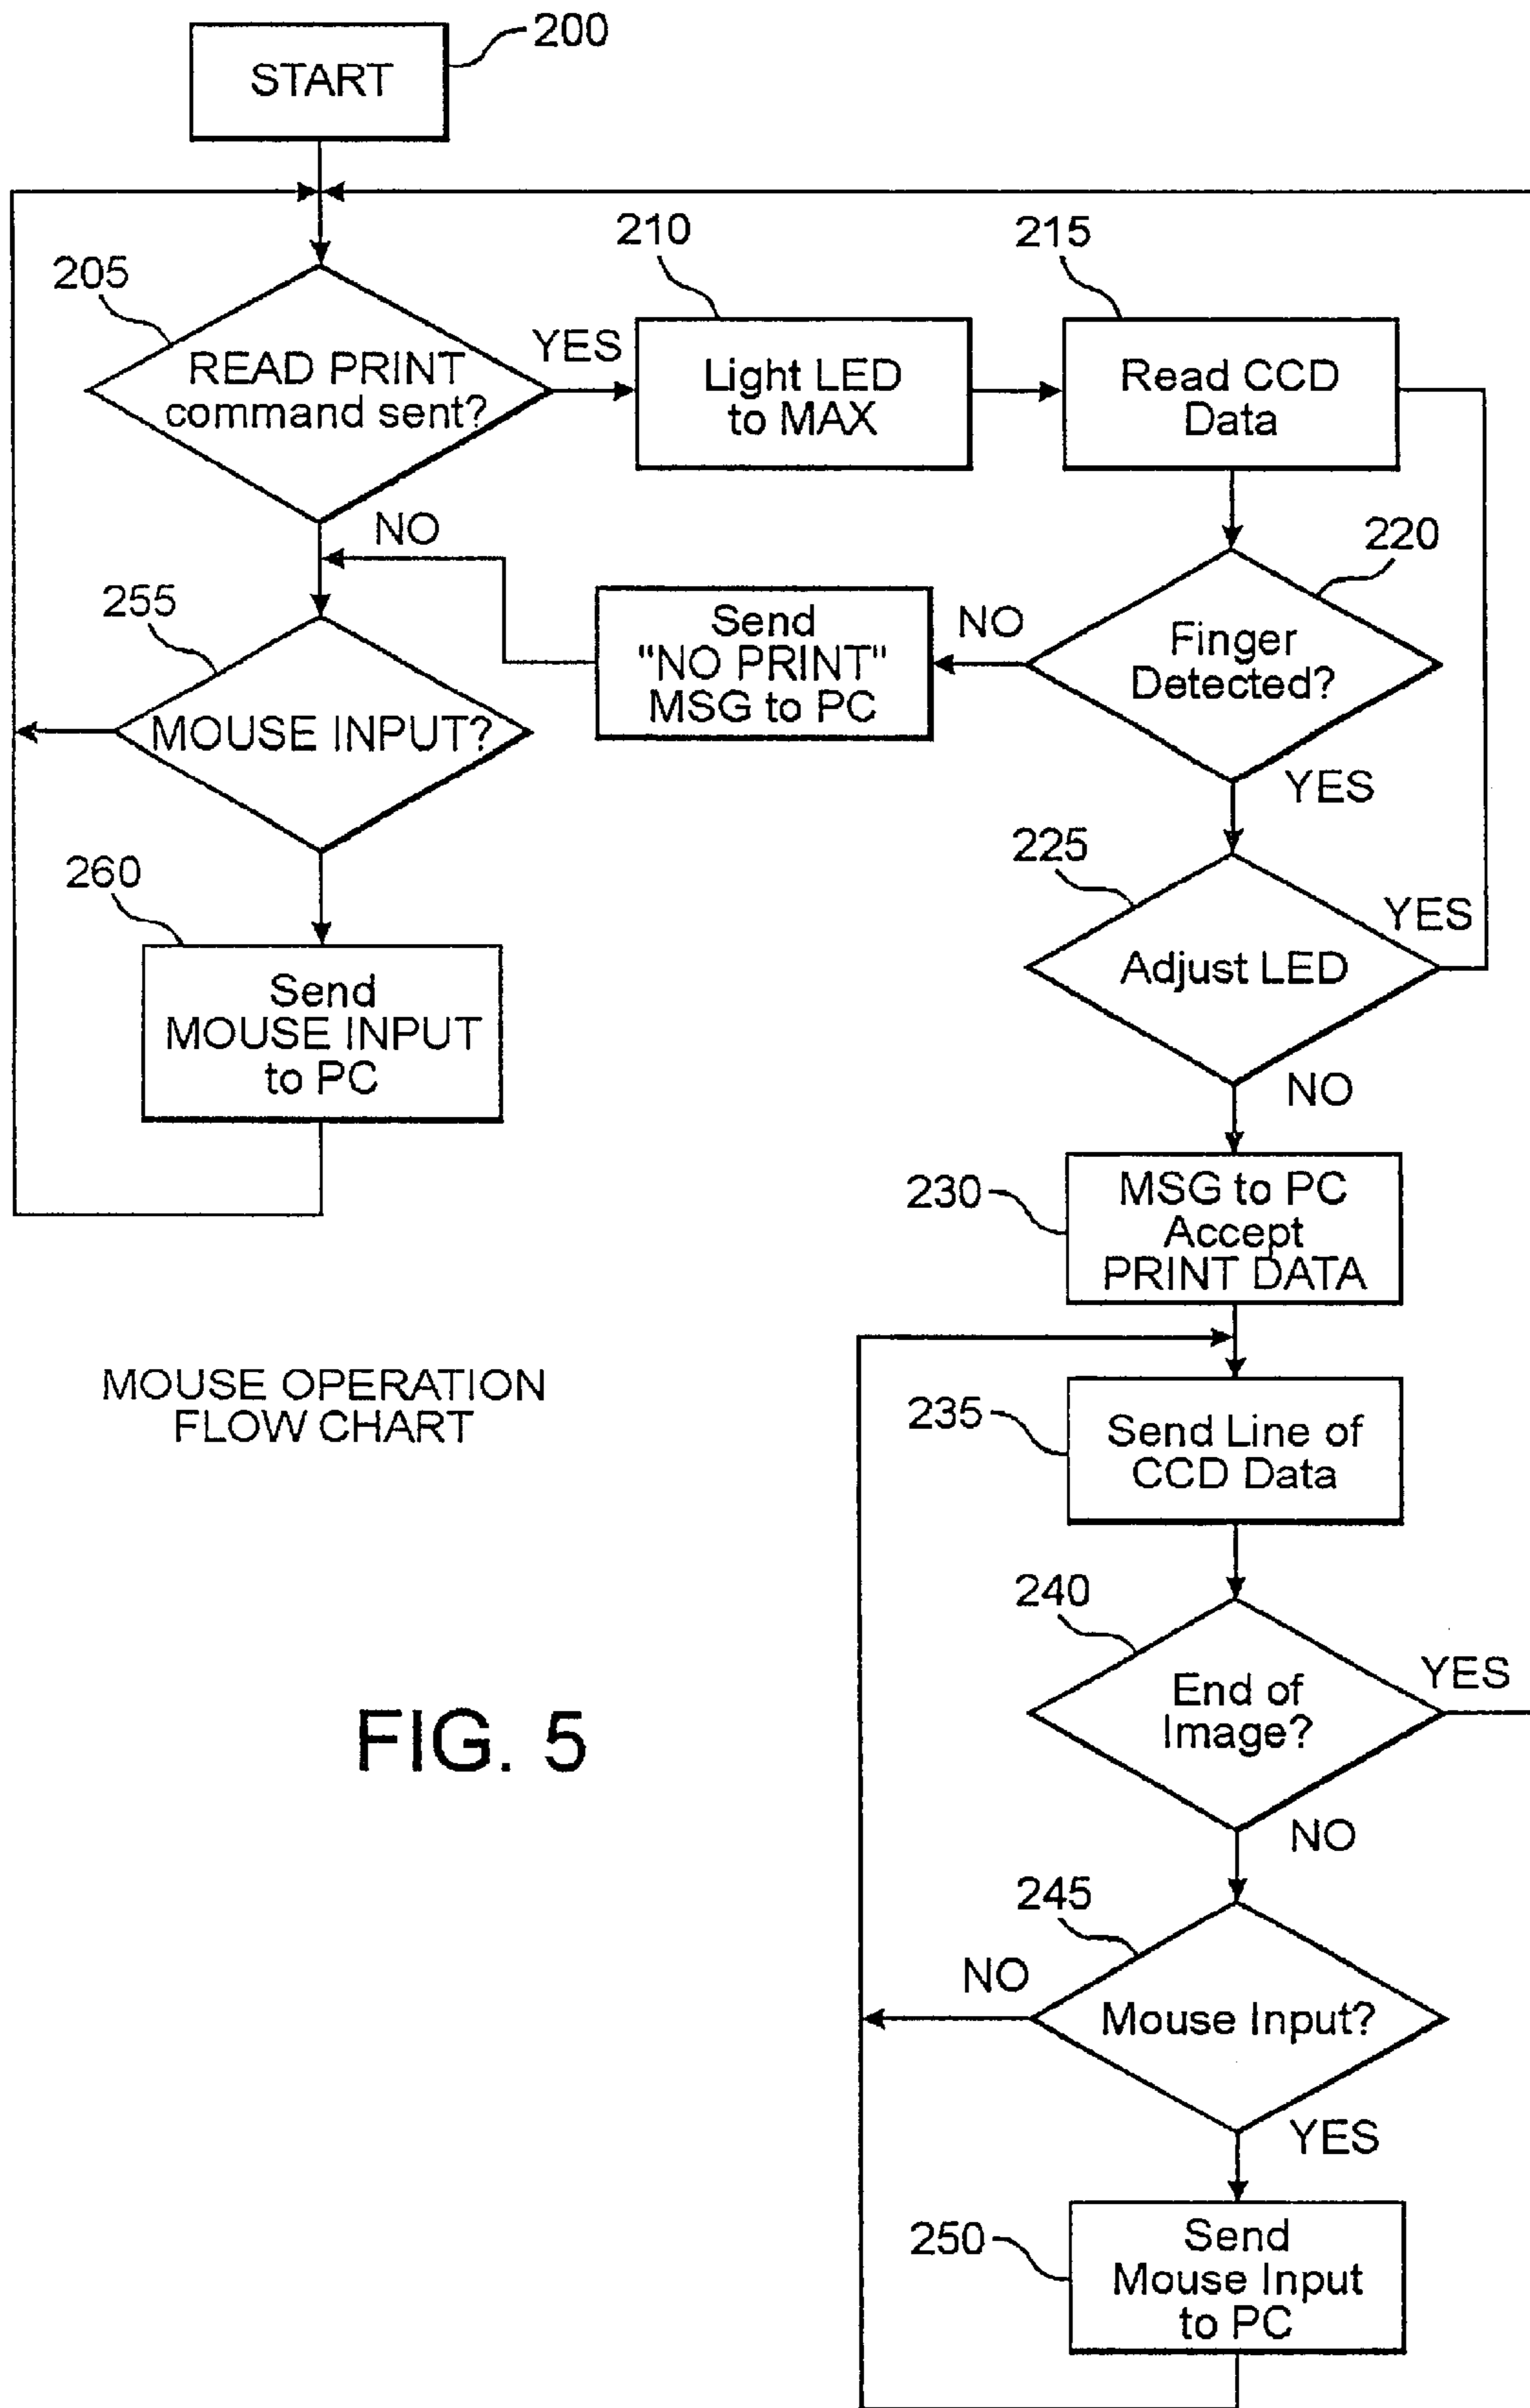 200
START
205
READ PRINT
command sent?
YES
NO
210
Light LED
to MAX
215
Read CCD
Data
220
Finger
Detected?
NO
YES
Send
"NO PRINT"
MSG to PC
255
MOUSE INPUT?
260
Send
MOUSE INPUT
to PC
225
Adjust LED
YES
NO
230
MSG to PC
Accept
PRINT DATA
235
Send Line of
CCD Data
240
End of
Image?
YES
NO
245
Mouse Input?
NO
YES
250
Send
Mouse Input
to PC
MOUSE OPERATION
FLOW CHART
FIG. 5